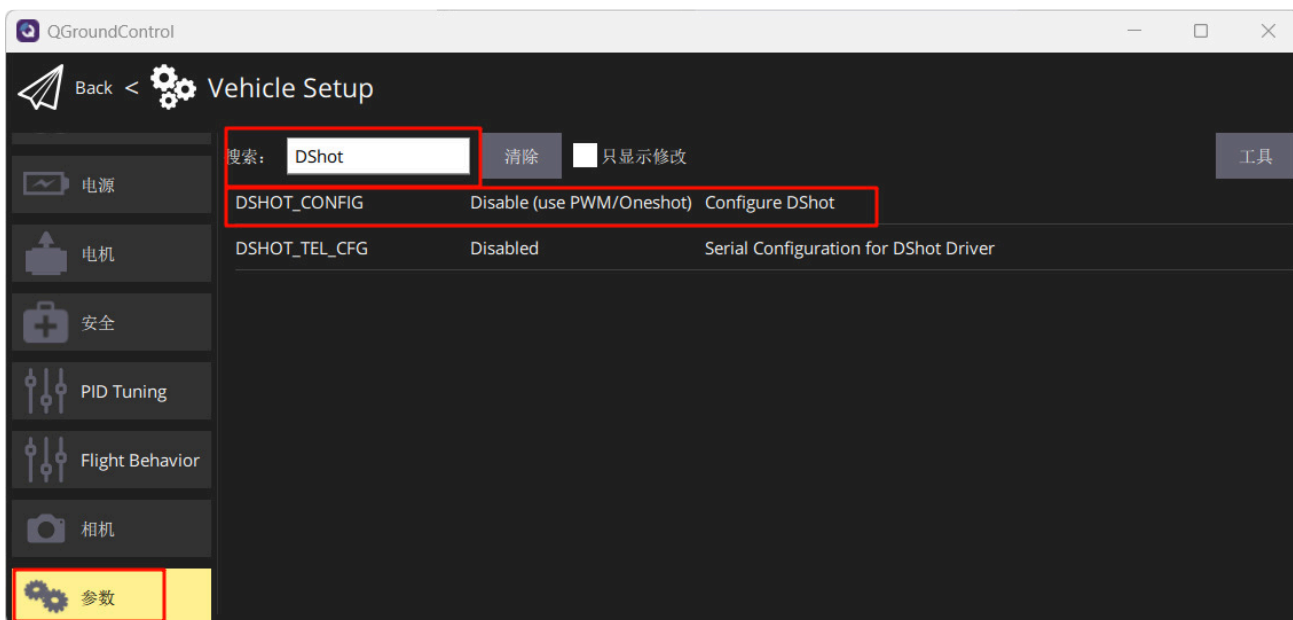 QGroundControl
Back < Vehicle Setup
搜索： DShot 清除 只显示修改 工具
电源
DSHOT_CONFIG Disable (use PWM/Oneshot) Configure DShot
电机
DSHOT_TEL_CFG Disabled Serial Configuration for DShot Driver
安全
PID Tuning
Flight Behavior
相机
参数